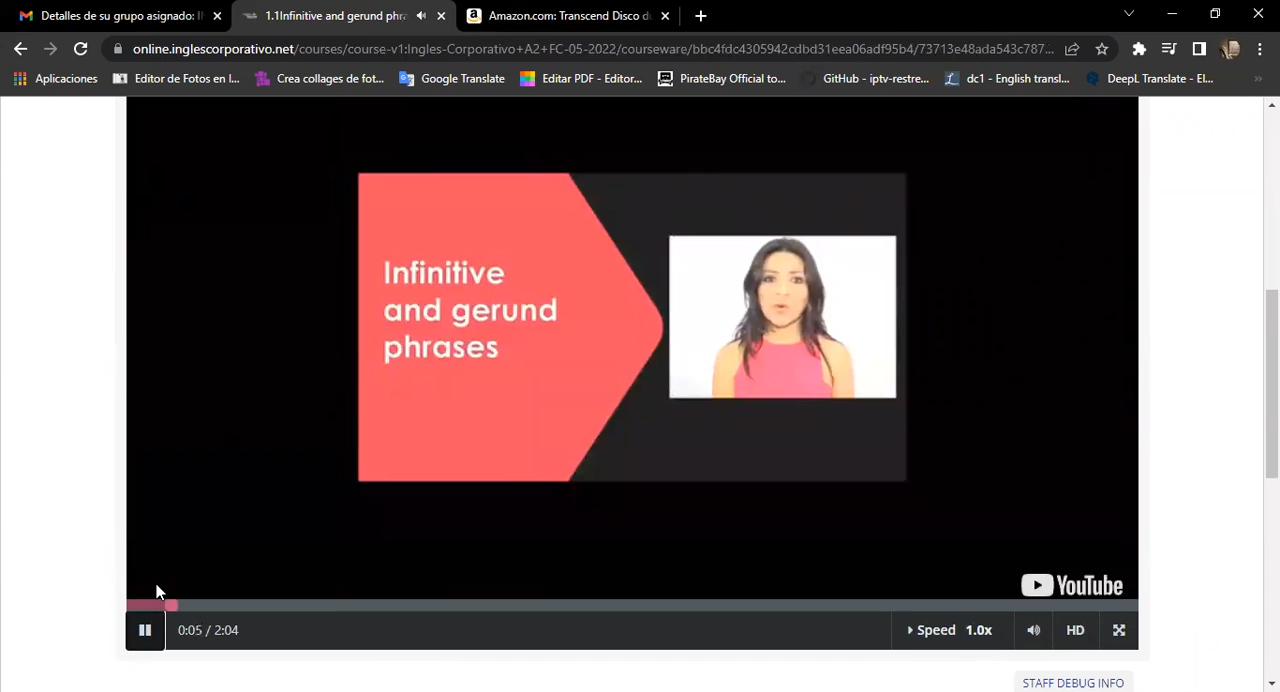 Detalles de su grupo asignado: I
1.1Infinitive and gerund phra
Amazon.com: Transcend Disco d
online.inglescorporativo.net/courses/course-v1:Ingles-Corporativo+A2+FC-05-2022/courseware/bbc4fdc4305942cdbd31eea06adf95b4/73713e48ada543c787...
Aplicaciones
Editor de Fotos en l...
Crea collages de fot...
Google Translate
Editar PDF - Editor...
PirateBay Official to...
GitHub - iptv-restre...
dc1 - English transl...
DeepL Translate - El...
»
Infinitive
and gerund
phrases
YouTube
0:05 / 2:04
Speed 1.0x
HD
STAFF DEBUG INFO